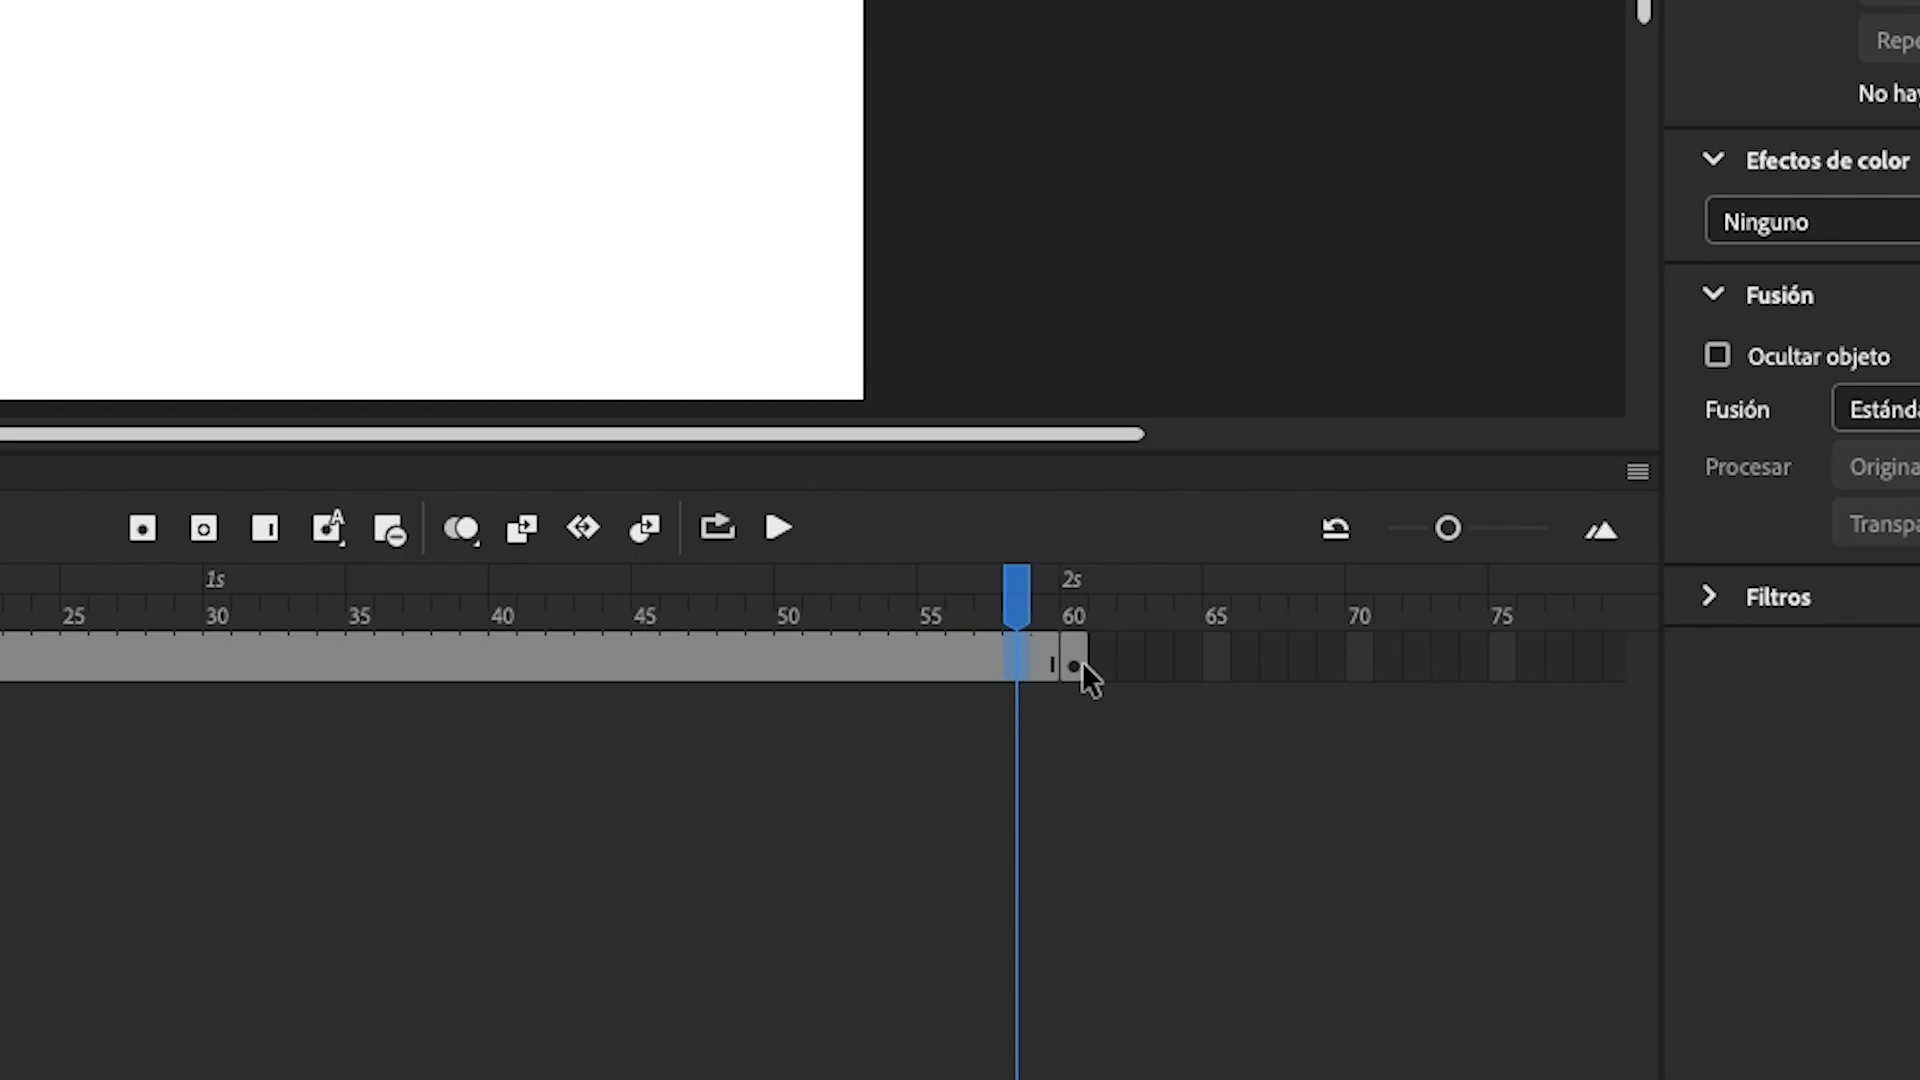 Repe
No hay
Efectos de color
Ninguno
Fusión
Ocultar objeto
Fusión
Estánda
Procesar
Origina
Transpa
Filtros
1s
2s
25 30 35 40 45 50 55 60 65 70 75